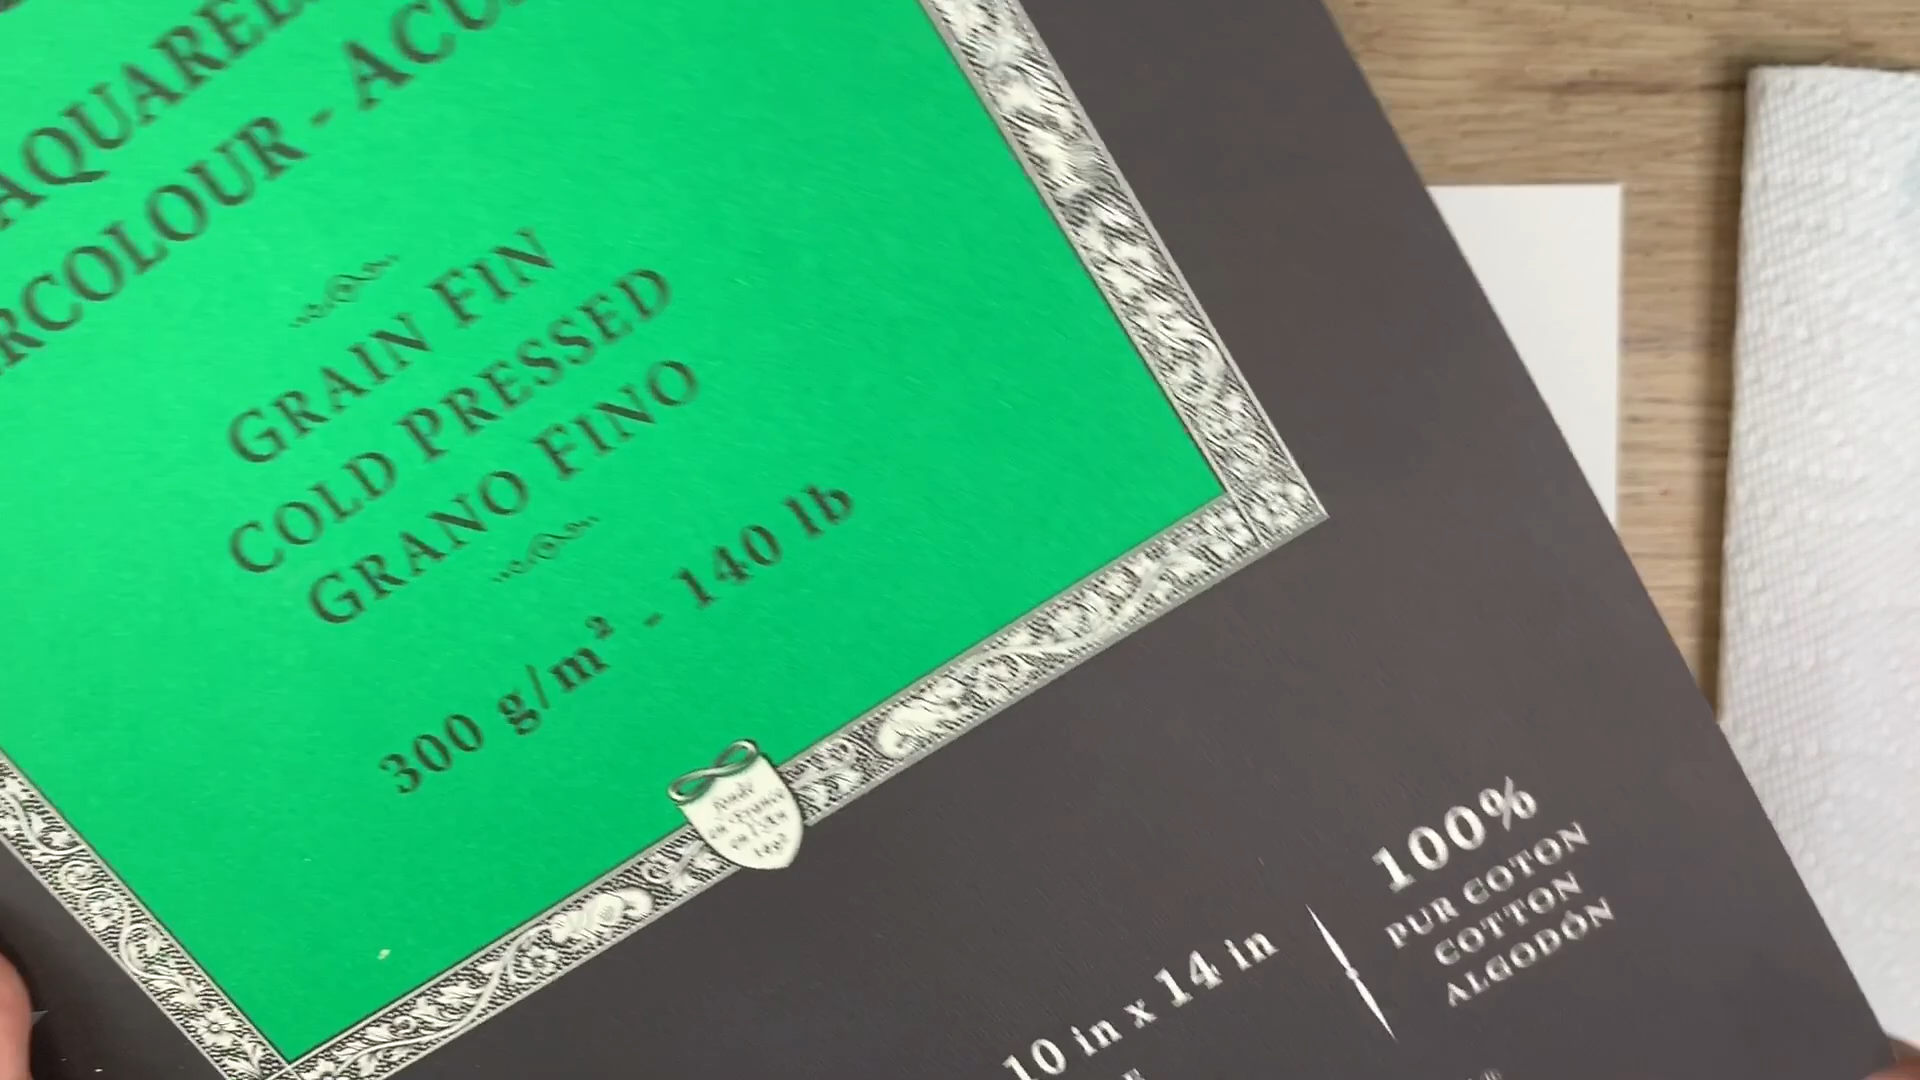 AQUAREL
RCOLOUR - ACU
GRAIN FIN
COLD PRESSED
GRANO FINO
300 g/m² - 140 lb
10 in x 14 in
100%
PUR COTON
COTTON
ALGODÓN